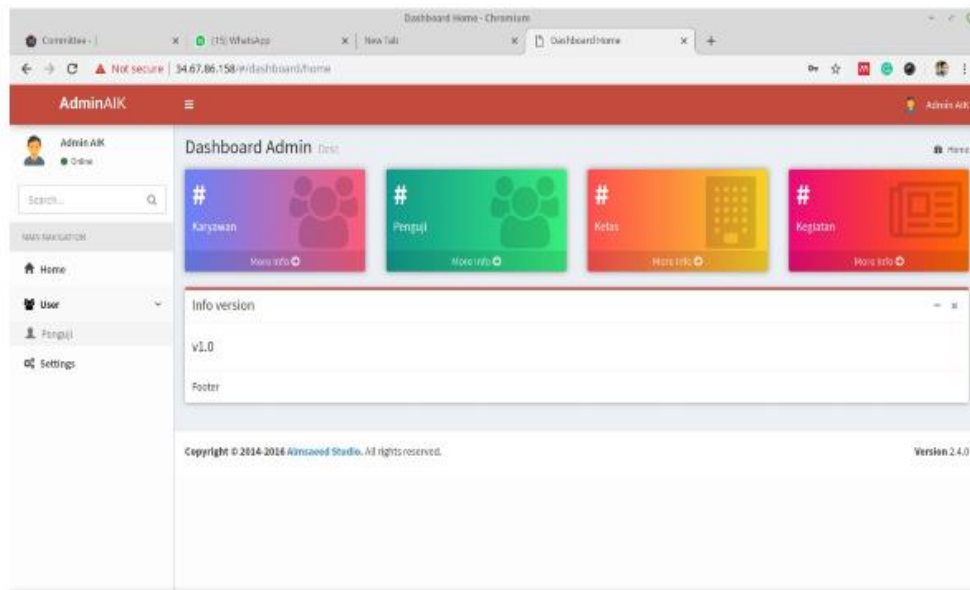 Dashboard Home - Chromium
Committee - | (15) WhatsApp New Tab Dashboard Home
Not secure | 34.67.86.158/#/dashboard/home
AdminAIK Admin AIK
Admin AIK
Online
Search...
MAIN NAVIGATION
Home
User
Penguji
Settings
Dashboard Admin Home
#
Karyawan
More info
#
Penguji
More info
#
Kelas
More info
#
Kegiatan
More info
Info version
v1.0
Footer
Copyright © 2014-2016 Almsaeed Studio. All rights reserved. Version 2.4.0